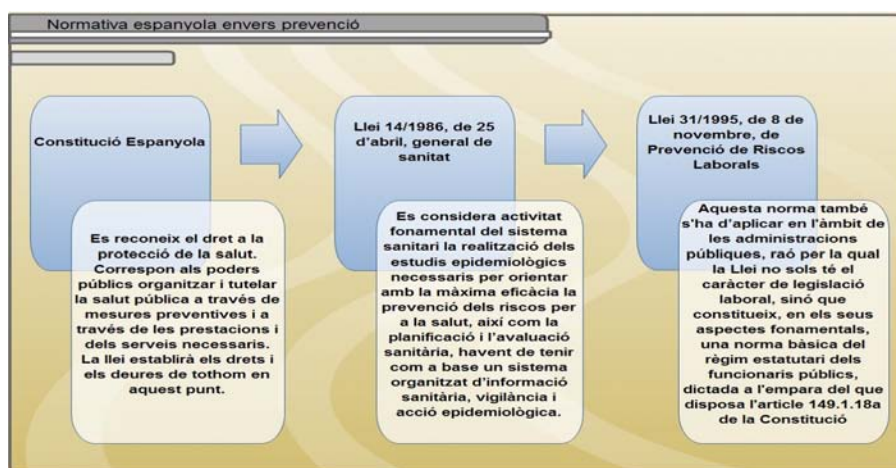 Normativa espanyola envers prevenció
Constitució Espanyola
Es reconeix el dret a la
protecció de la salut.
Correspon als poders
públics organitzar i tutelar
la salut pública a través de
mesures preventives i a
través de les prestacions i
dels serveis necessaris.
La llei establirà els drets i
els deures de tothom en
aquest punt.
Llei 14/1986, de 25
d'abril, general de
sanitat
Es considera activitat
fonamental del sistema
sanitari la realització dels
estudis epidemiològics
necessaris per orientar
amb la màxima eficàcia la
prevenció dels riscos per
a la salut, així com la
planificació i l'avaluació
sanitària, havent de tenir
com a base un sistema
organitzat d'informació
sanitària, vigilància i
acció epidemiològica.
Llei 31/1995, de 8 de
novembre, de
Prevenció de Riscos
Laborals
Aquesta norma també
s'ha d'aplicar en l'àmbit de
les administracions
públiques, raó per la qual
la Llei no sols té el
caràcter de legislació
laboral, sinó que
constitueix, en els seus
aspectes fonamentals,
una norma bàsica del
règim estatutari dels
funcionaris públics,
dictada a l'empara del que
disposa l'article 149.1.18a
de la Constitució